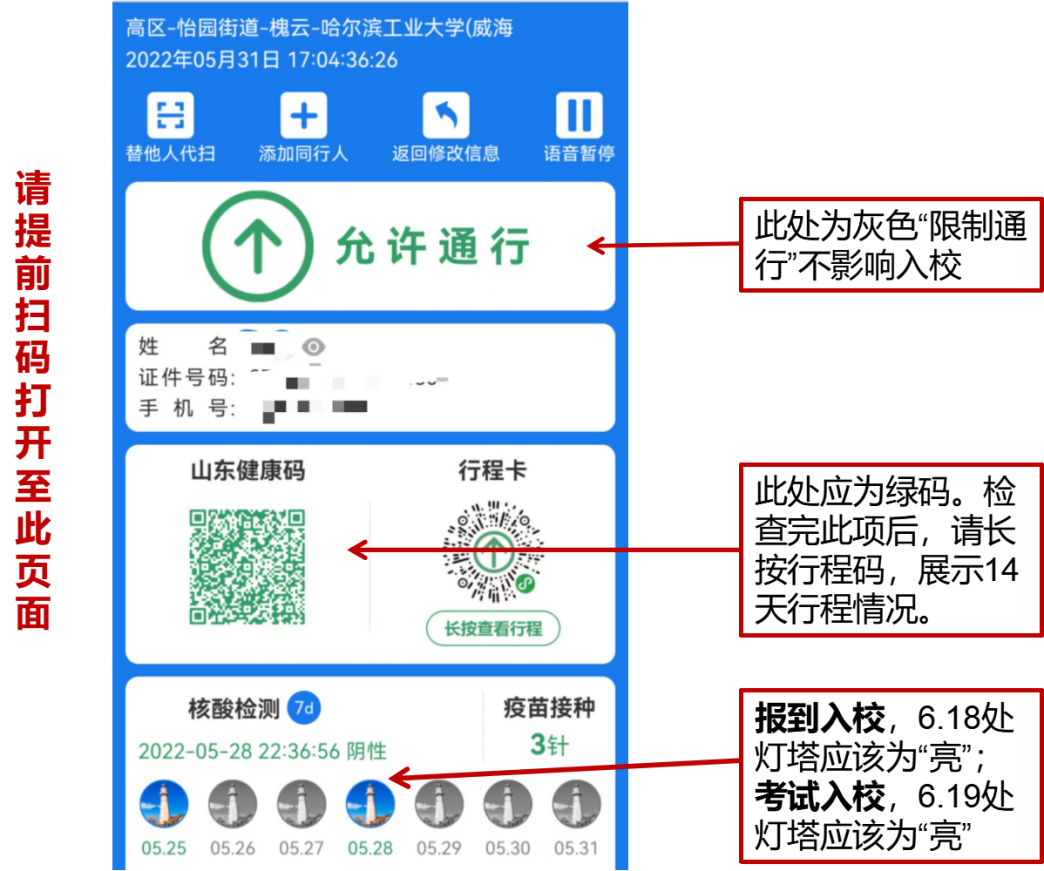 高区-怡园街道-槐云-哈尔滨工业大学(威海
2022年05月31日 17:04:36:26
替他人代扫
添加同行人
返回修改信息
语音暂停
请提前扫码打开至此页面
允许通行
此处为灰色“限制通
行”不影响入校
姓 名
证件号码:
手 机 号:
山东健康码
行程卡
长按查看行程
此处应为绿码。检
查完此项后，请长
按行程码，展示14
天行程情况。
核酸检测 7d
疫苗接种
2022-05-28 22:36:56 阴性
3针
05.25 05.26 05.27 05.28 05.29 05.30 05.31
报到入校，6.18处
灯塔应该为“亮”；
考试入校，6.19处
灯塔应该为“亮”